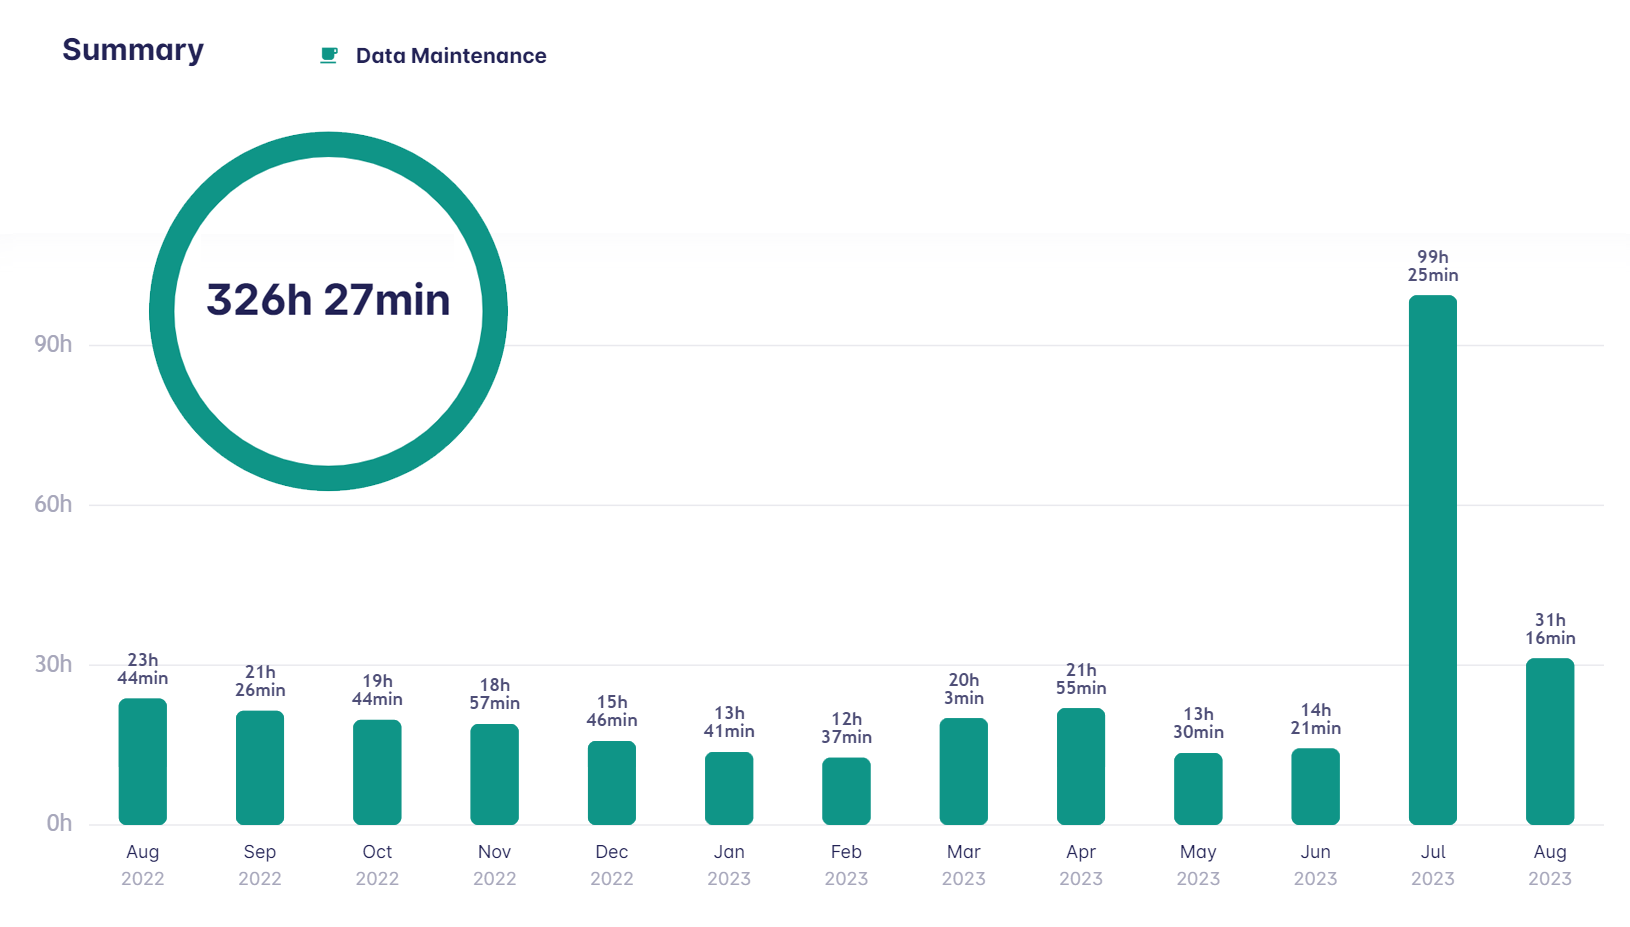 Summary
Data Maintenance
326h 27min
90h
60h
30h
0h
23h
44min
21h
26min
19h
44min
18h
57min
15h
46min
13h
41min
12h
37min
20h
3min
21h
55min
13h
30min
14h
21min
99h
25min
31h
16min
Aug
2022
Sep
2022
Oct
2022
Nov
2022
Dec
2022
Jan
2023
Feb
2023
Mar
2023
Apr
2023
May
2023
Jun
2023
Jul
2023
Aug
2023